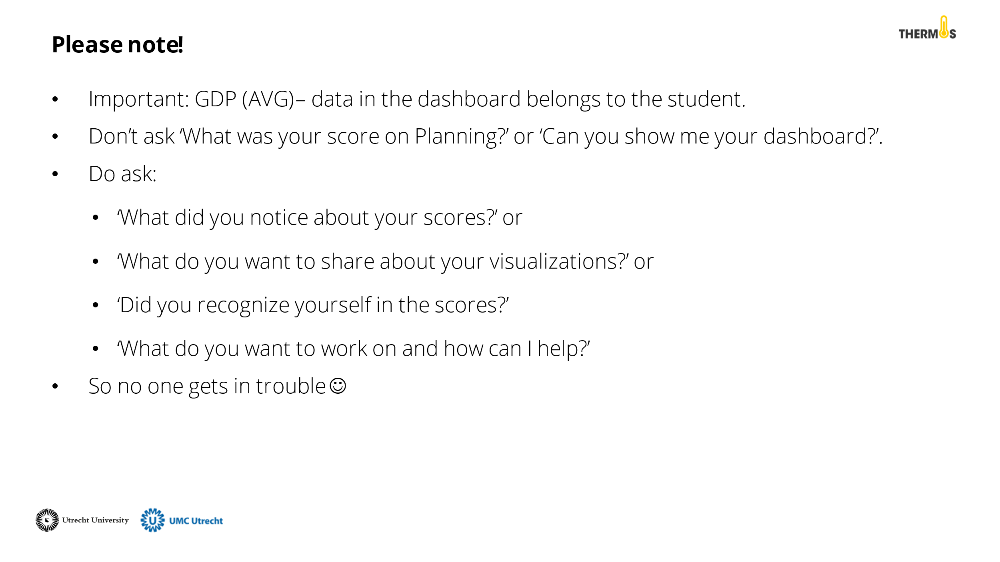 THERMOS
Please note!
• Important: GDP (AVG)– data in the dashboard belongs to the student.
• Don’t ask ‘What was your score on Planning?’ or ‘Can you show me your dashboard?’.
• Do ask:
• ‘What did you notice about your scores?’ or
• ‘What do you want to share about your visualizations?’ or
• ‘Did you recognize yourself in the scores?’
• ‘What do you want to work on and how can I help?’
• So no one gets in trouble☺
Utrecht University
U UMC Utrecht